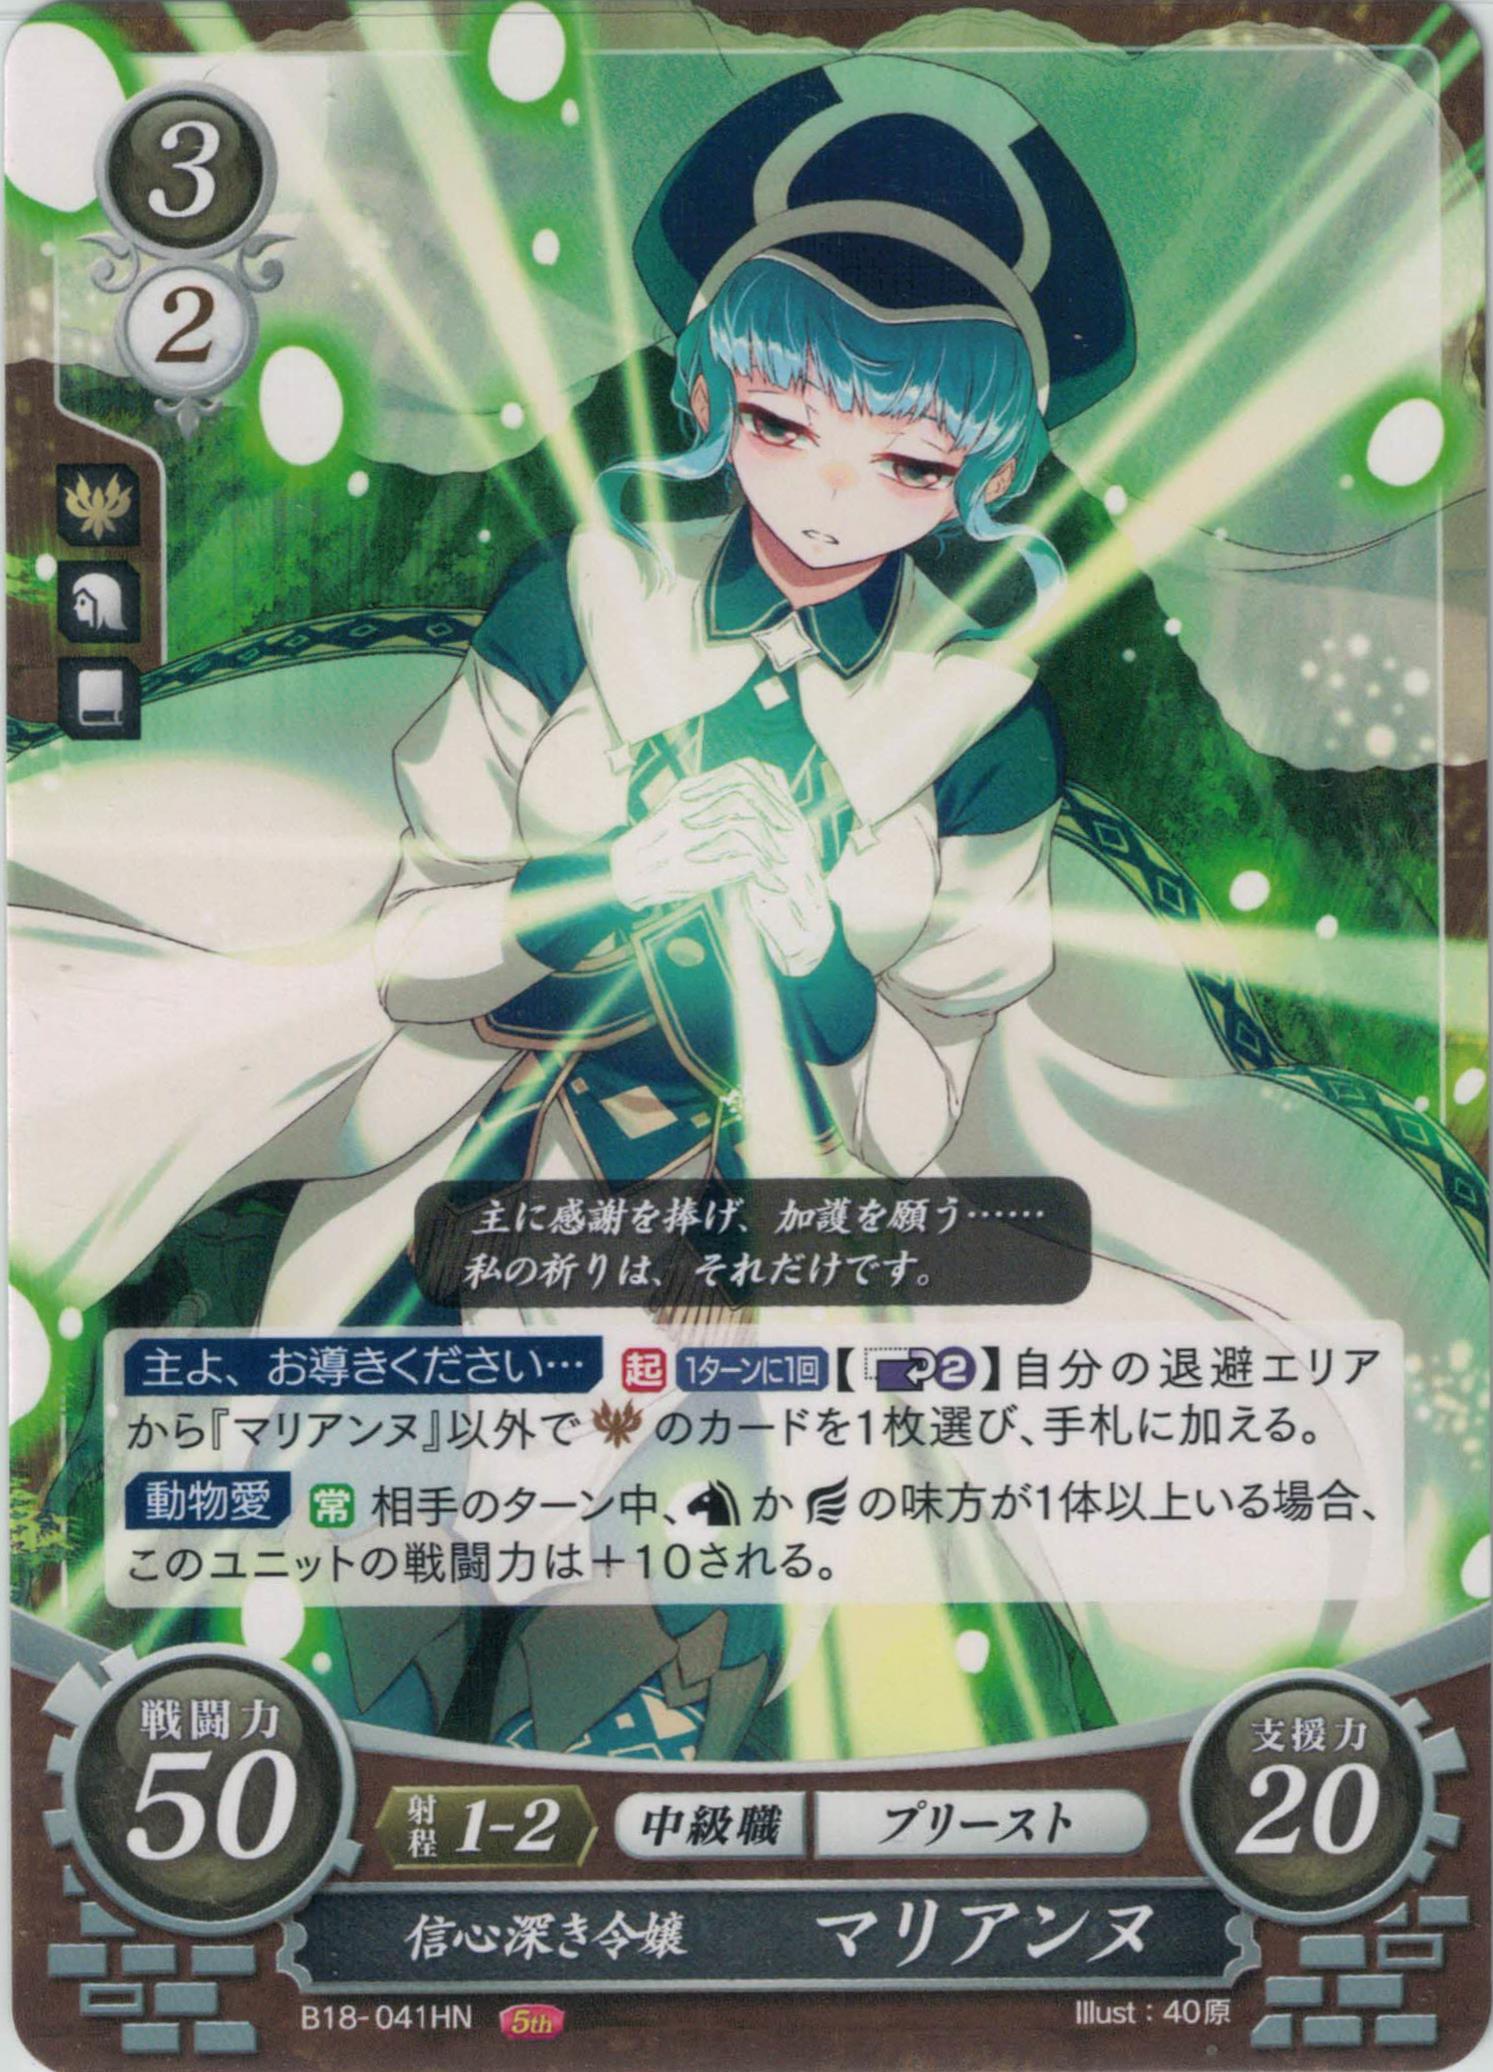 3
2
主に感謝を捧げ、加護を願う……
私の祈りは、それだけです。
主よ、お導きください… 起 1ターンに1回 【 2】自分の退避エリア
から『マリアンヌ』以外で のカードを1枚選び、手札に加える。
動物愛 常 相手のターン中、 か の味方が1体以上いる場合、
このユニットの戦闘力は+10される。
戦闘力
50
射程 1-2
中級職 プリースト
支援力
20
信心深き令嬢 マリアンヌ
B18-041HN 5th
Illust : 40原